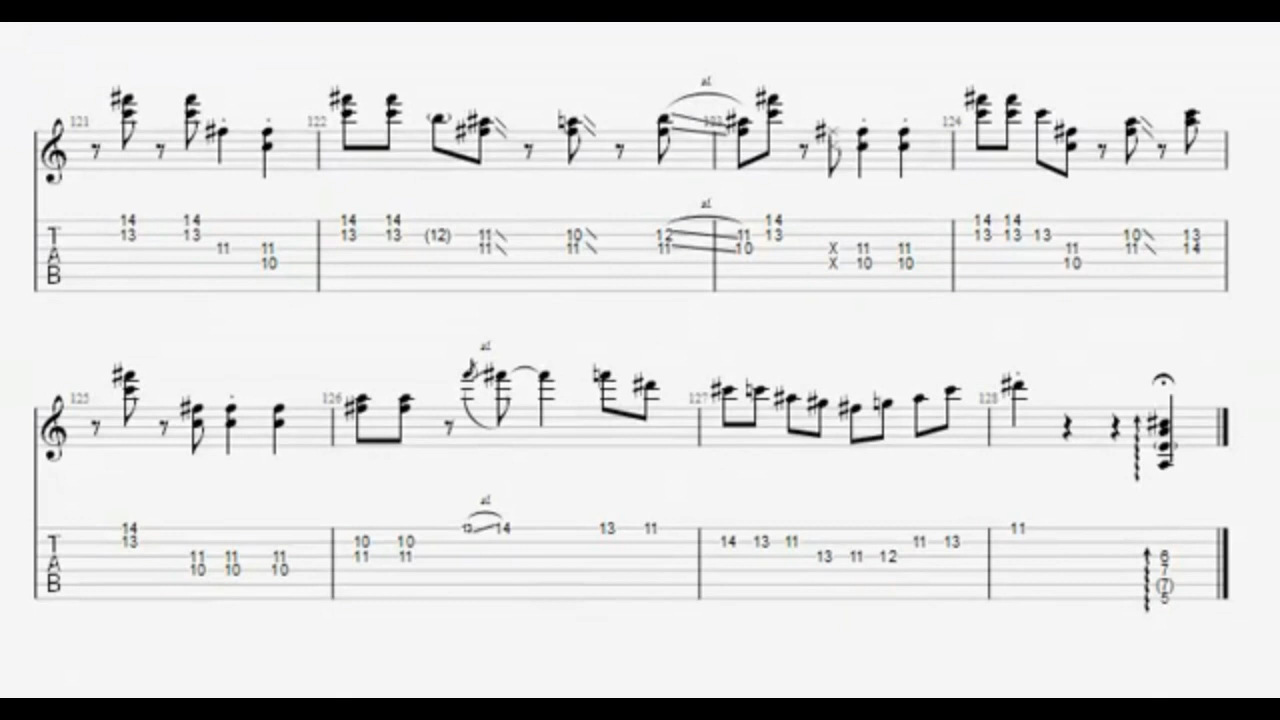 sl
121 122 123 124
sl
14 14 14 14 14 14 14
T 13 13 13 13 (12) 11 10 12 11 13 13 13 13 10 13
A 11 11 11 11 11 10 X 11 11 11 11 14
B 10 X 10 10 10
sl
125 126 127 128
sl
14 12 14 13 11 11
T 13 10 10 14 13 11 11 13
A 11 11 11 11 11 13 11 12 6
B 10 10 10 7
(7)
5